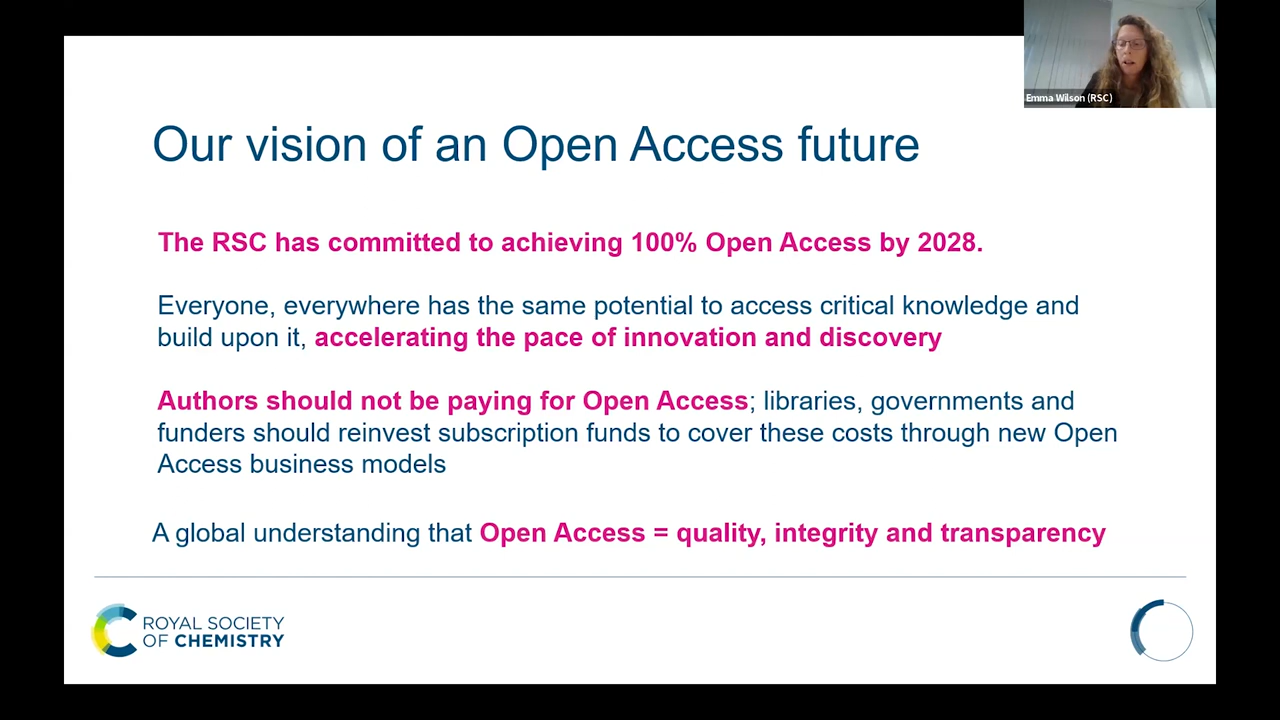 Emma Wilson (RSC)
Our vision of an Open Access future
The RSC has committed to achieving 100% Open Access by 2028.
Everyone, everywhere has the same potential to access critical knowledge and
build upon it, accelerating the pace of innovation and discovery
Authors should not be paying for Open Access; libraries, governments and
funders should reinvest subscription funds to cover these costs through new Open
Access business models
A global understanding that Open Access = quality, integrity and transparency
ROYAL SOCIETY
OF CHEMISTRY